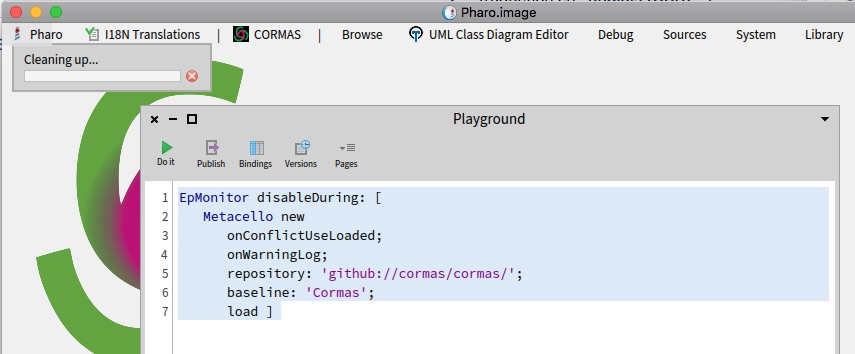 Pharo.image
Pharo I18N Translations | CORMAS | Browse UML Class Diagram Editor Debug Sources System Library
Cleaning up...
Playground
Do it Publish Bindings Versions Pages
1 EpMonitor disableDuring: [
2 Metacello new
3 onConflictUseLoaded;
4 onWarningLog;
5 repository: 'github://cormas/cormas/';
6 baseline: 'Cormas';
7 load ]